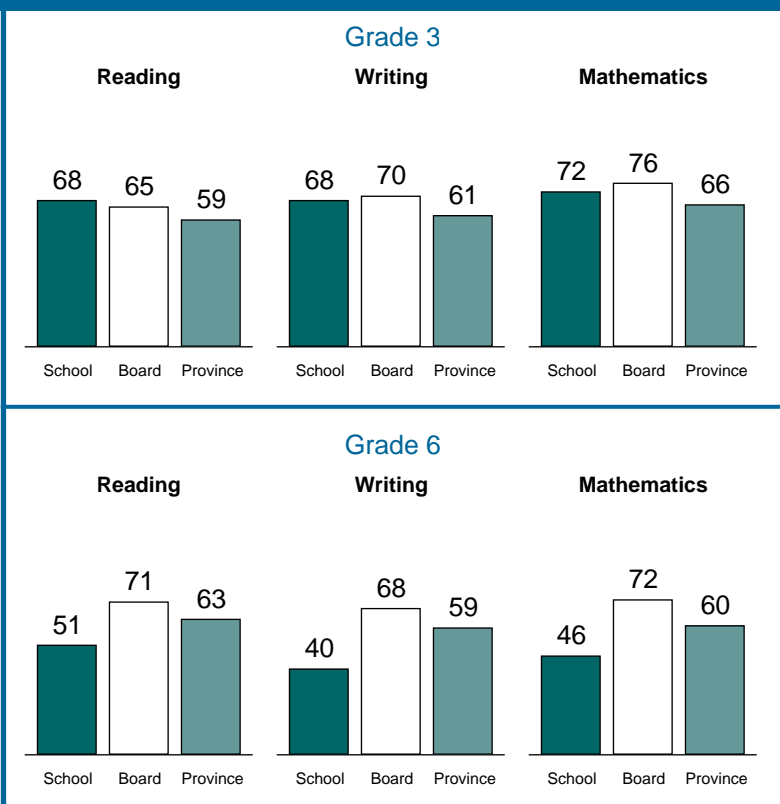 Grade 3
Reading Writing Mathematics
68 65 59 68 70 61 72 76 66
School Board Province School Board Province School Board Province
Grade 6
Reading Writing Mathematics
51 71 63 40 68 59 46 72 60
School Board Province School Board Province School Board Province